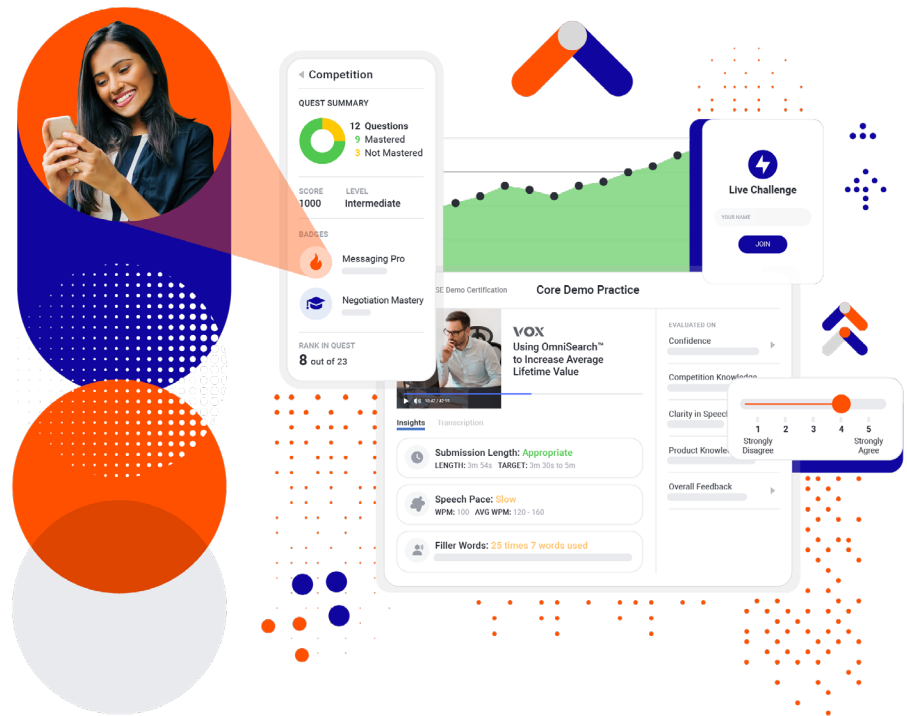 Competition
QUEST SUMMARY
12 Questions
9 Mastered
3 Not Mastered
SCORE
LEVEL
1000
Intermediate
BADGES
Messaging Pro
Negotiation Mastery
RANK IN QUEST
8 out of 23
Live Challenge
YOUR NAME
JOIN
SE Demo Certification
Core Demo Practice
VOX
Using OmniSearch™
to Increase Average
Lifetime Value
Insights
Transcription
Submission Length: Appropriate
LENGTH: 3m 54s TARGET: 3m 30s to 5m
Speech Pace: Slow
WPM: 100 AVG WPM: 120 - 160
Filler Words: 25 times 7 words used
EVALUATED ON
Confidence
Competition Knowledge
Clarity in Speech
Product Knowle
Overall Feedback
1 2 3 4 5
Strongly
Disagree
Strongly
Agree